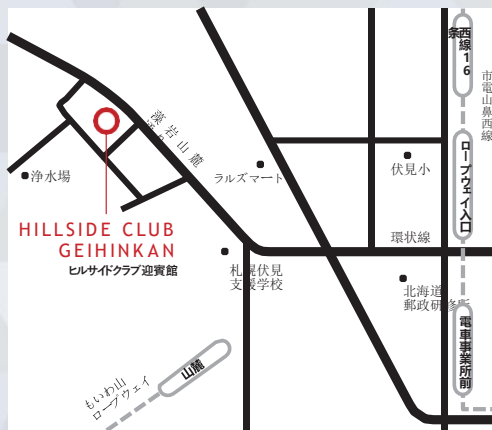 西線16
条
市電山鼻西線
藻岩山麓
ロープウェイ入口
浄水場
ラルズマート
伏見小
HILLSIDE CLUB
GEIHINKAN
ヒルサイドクラブ迎賓館
環状線
札幌伏見
支援学校
北海道
郵政研修所
電車事業所前
山麓
もいわ山
ロープウェイ